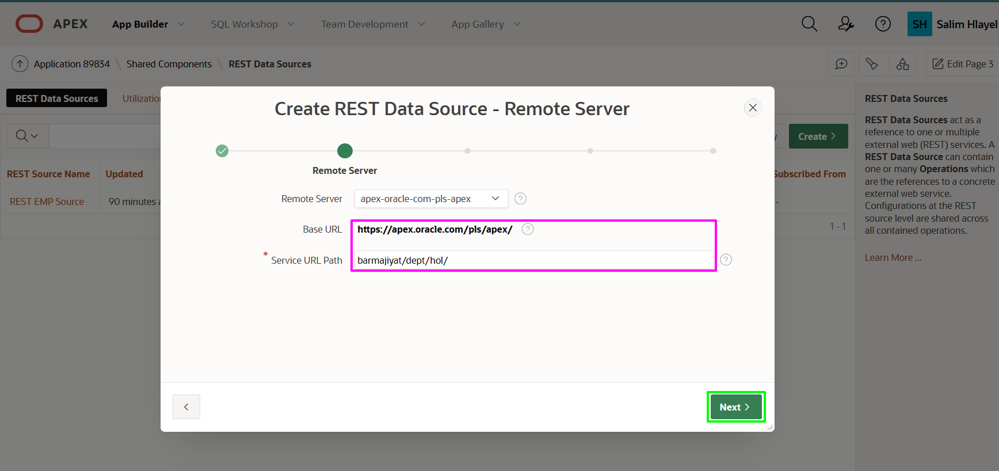 APEX App Builder SQL Workshop Team Development App Gallery SH Salim Hlayel
Application 89834 \ Shared Components \ REST Data Sources Edit Page 3
REST Data Sources Utilization
Create REST Data Source - Remote Server
Create >
Remote Server
REST Source Name Updated Subscribed From
REST EMP Source 90 minutes -
1 - 1
Remote Server apex-oracle-com-pls-apex ?
Base URL https://apex.oracle.com/pls/apex/ ?
* Service URL Path barmajiyat/dept/hol/ ?
< Next >
REST Data Sources
REST Data Sources act as a
reference to one or multiple
external web (REST) services. A
REST Data Source can contain
one or many Operations which
are the references to a concrete
external web service.
Configurations at the REST
source level are shared across
all contained operations.
Learn More ...